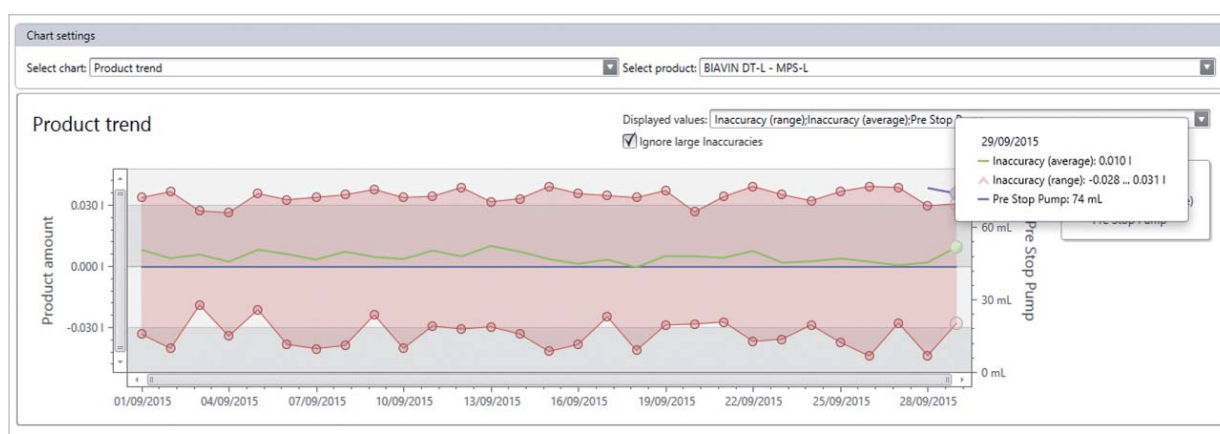 Chart settings
Select chart: Product trend
Select product: BIAVIN DT-L - MPS-L
Product trend
Displayed values: Inaccuracy (range);Inaccuracy (average);Pre Stop
Ignore large Inaccuracies
29/09/2015
Inaccuracy (average): 0.010 l
Inaccuracy (range): -0.028 ... 0.031 l
Pre Stop Pump: 74 mL
Pre Stop Pump
Product amount
0.030 l
0.000 l
-0.030 l
60 mL
30 mL
0 mL
Pre Stop Pump
01/09/2015
04/09/2015
07/09/2015
10/09/2015
13/09/2015
16/09/2015
19/09/2015
22/09/2015
25/09/2015
28/09/2015